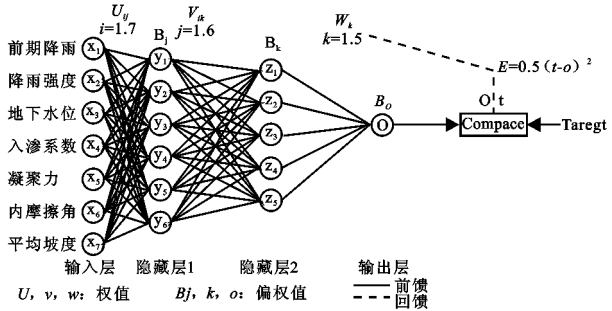 U_ij
i=1.7
V_ik
j=1.6
W_k
k=1.5
前期降雨 x1
降雨强度 x2
地下水位 x3
入渗系数 x4
凝聚力 x5
内摩擦角 x6
平均坡度 x7
Bj
y1
y2
y3
y4
y5
y6
Bk
z1
z2
z3
z4
z5
Bo
O
E=0.5（t-o）²
O t
Compace
Taregt
输入层 隐藏层1 隐藏层2 输出层
U，v，w：权值 Bj，k，o：偏权值
前馈
回馈